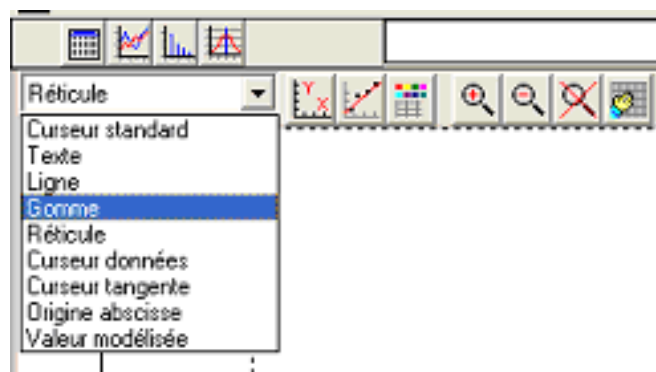 Réticule
Curseur standard
Texte
Ligne
Gomme
Réticule
Curseur données
Curseur tangente
Origine abscisse
Valeur modélisée